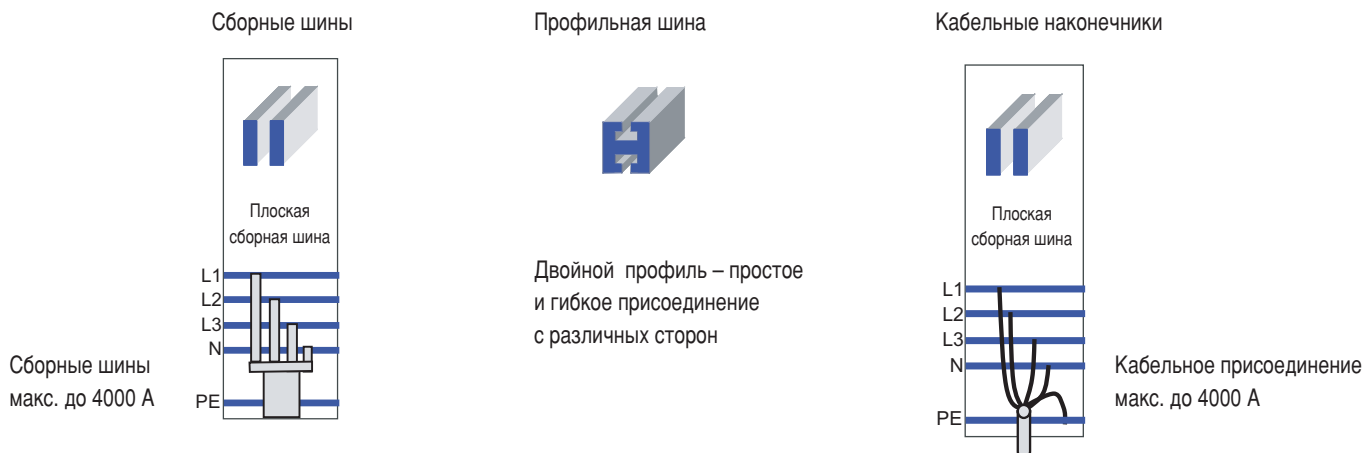 Сборные шины
Плоская
сборная шина
L1
L2
L3
N
PE
Сборные шины
макс. до 4000 А
Профильная шина
Двойной профиль – простое
и гибкое присоединение
с различных сторон
Кабельные наконечники
Плоская
сборная шина
L1
L2
L3
N
PE
Кабельное присоединение
макс. до 4000 А